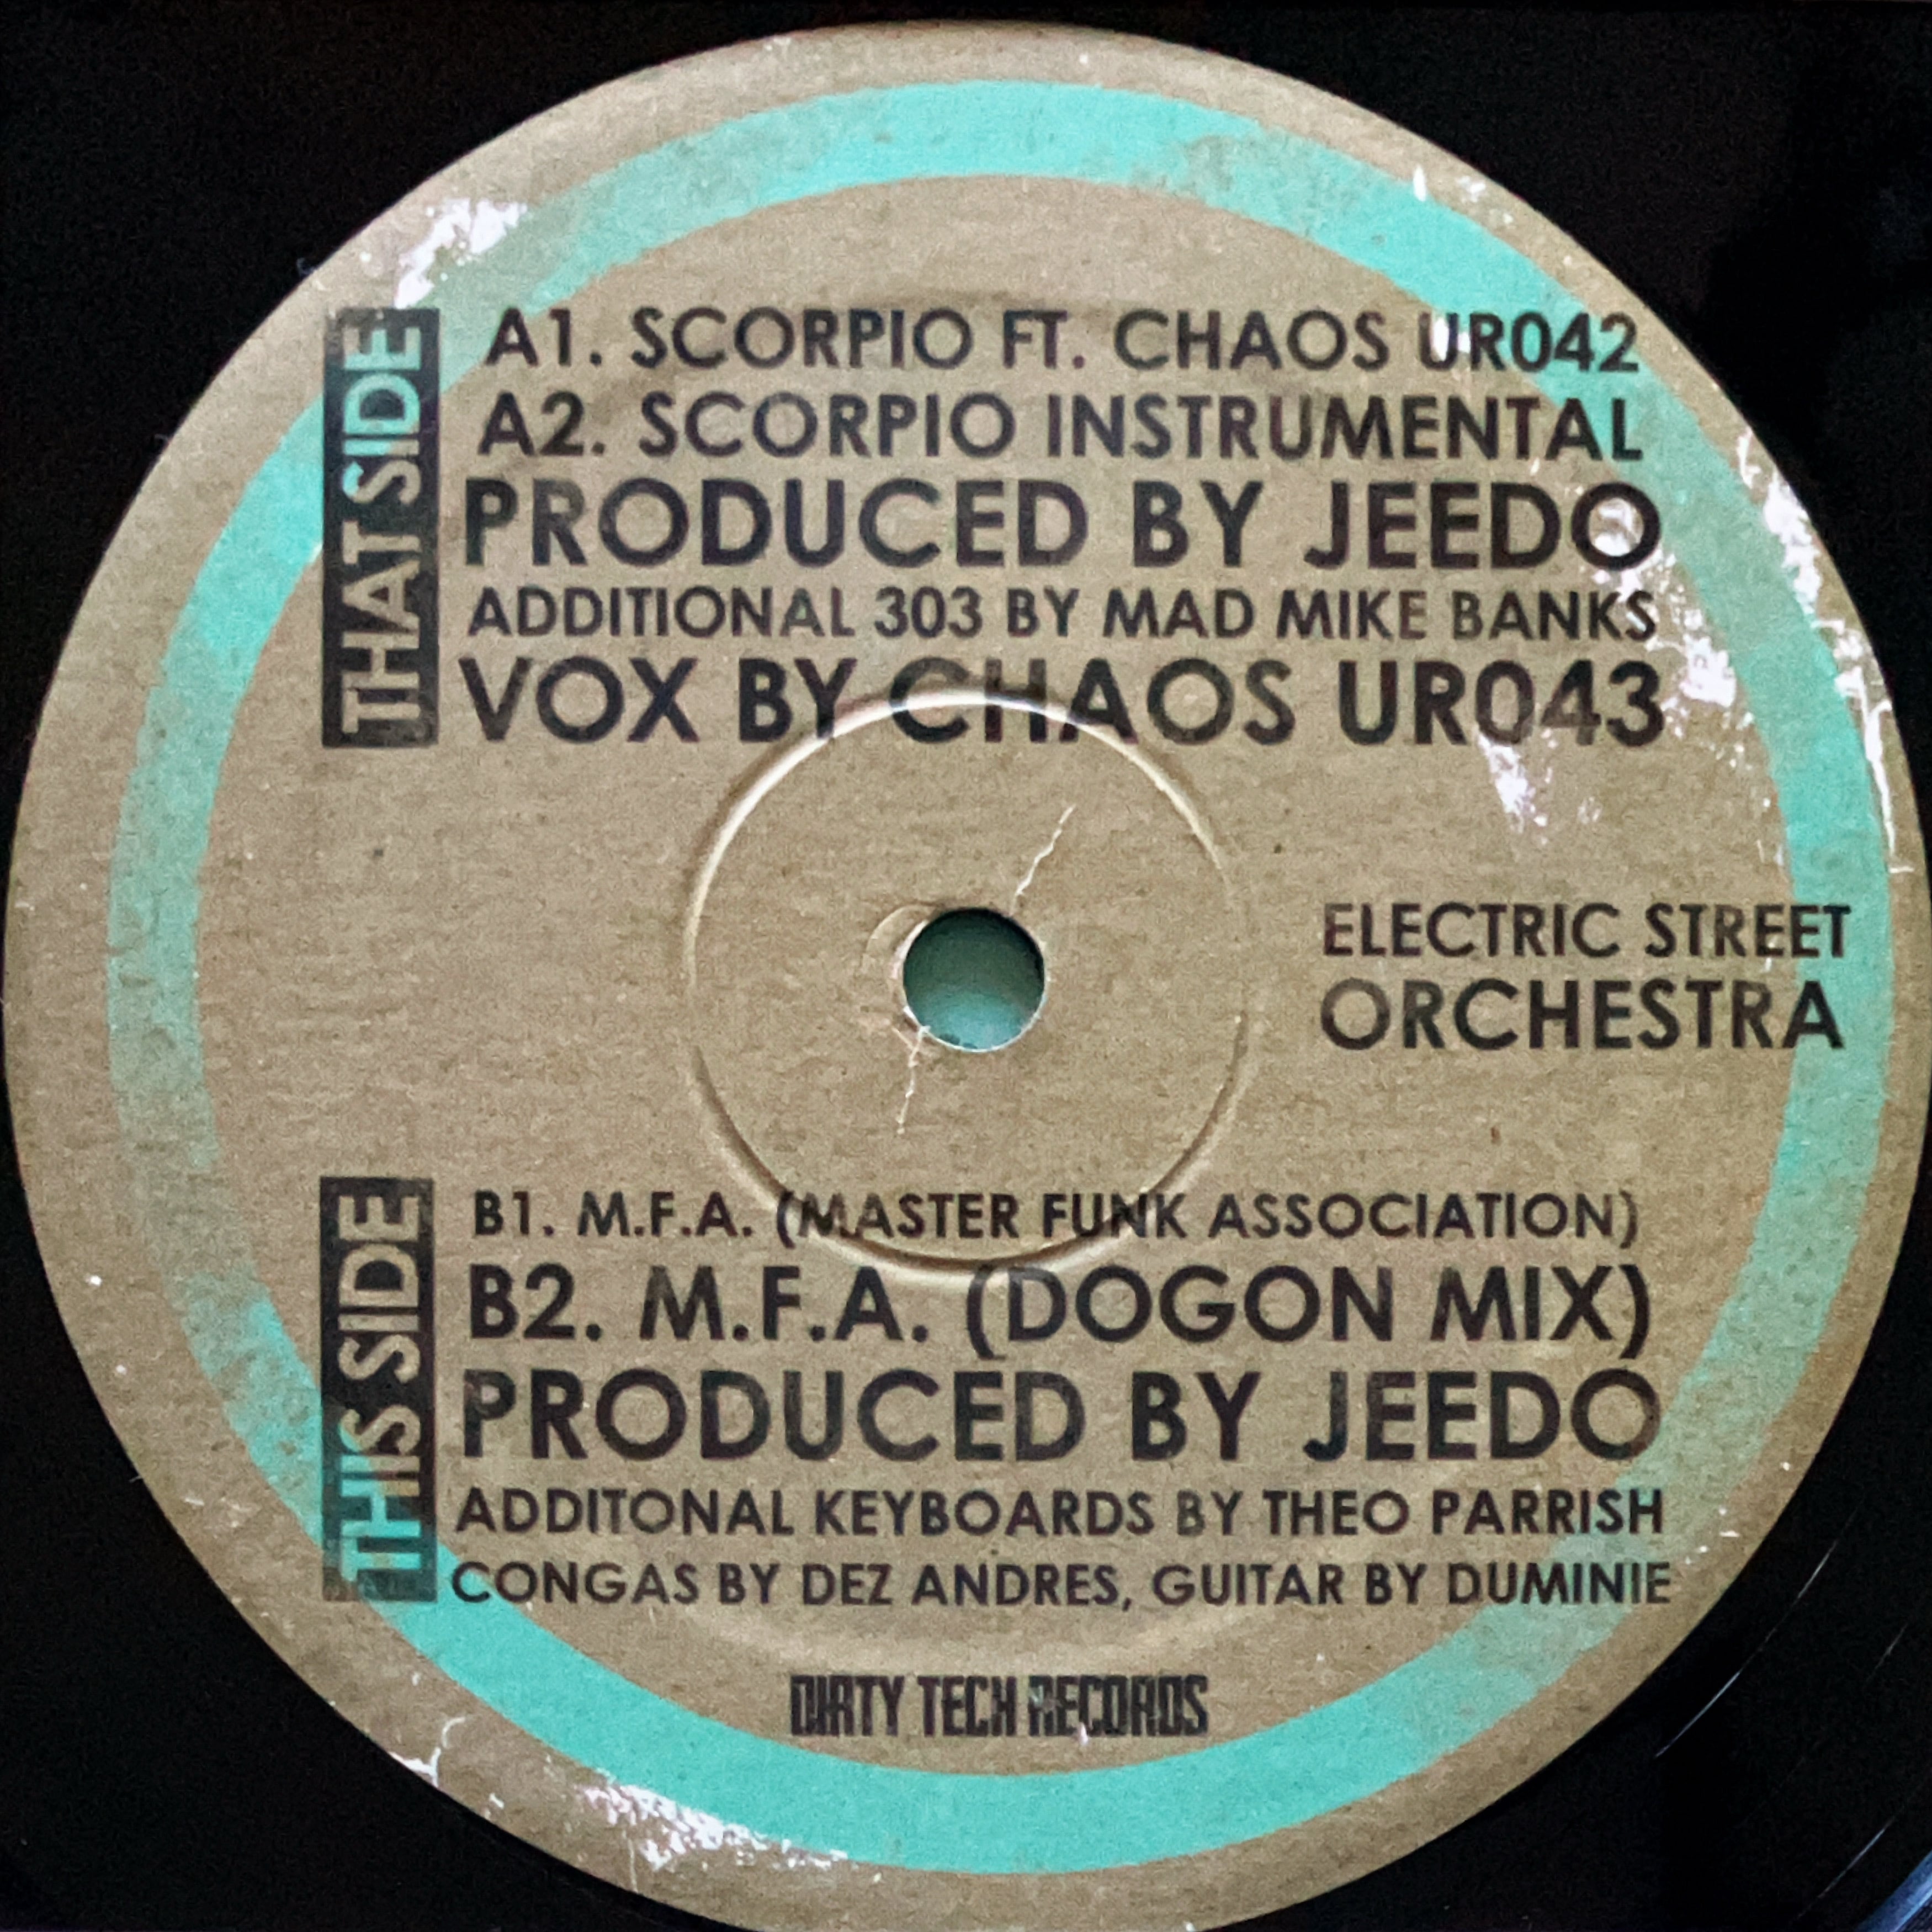 THAT SIDE
A1. SCORPIO FT. CHAOS UR042
A2. SCORPIO INSTRUMENTAL
PRODUCED BY JEEDO
ADDITIONAL 303 BY MAD MIKE BANKS
VOX BY CHAOS UR043
ELECTRIC STREET
ORCHESTRA
THIS SIDE
B1. M.F.A. (MASTER FUNK ASSOCIATION)
B2. M.F.A. (DOGON MIX)
PRODUCED BY JEEDO
ADDITONAL KEYBOARDS BY THEO PARRISH
CONGAS BY DEZ ANDRES, GUITAR BY DUMINIE
DIRTY TECH RECORDS